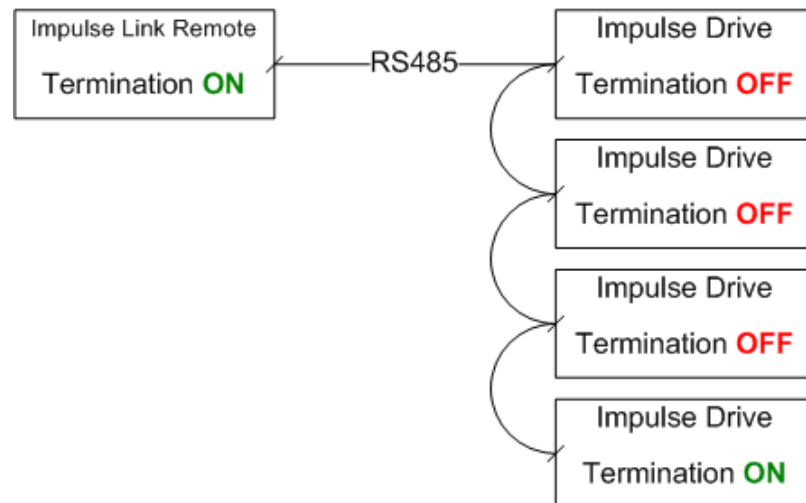 Impulse Link Remote
Termination ON
RS485
Impulse Drive
Termination OFF
Impulse Drive
Termination OFF
Impulse Drive
Termination OFF
Impulse Drive
Termination ON